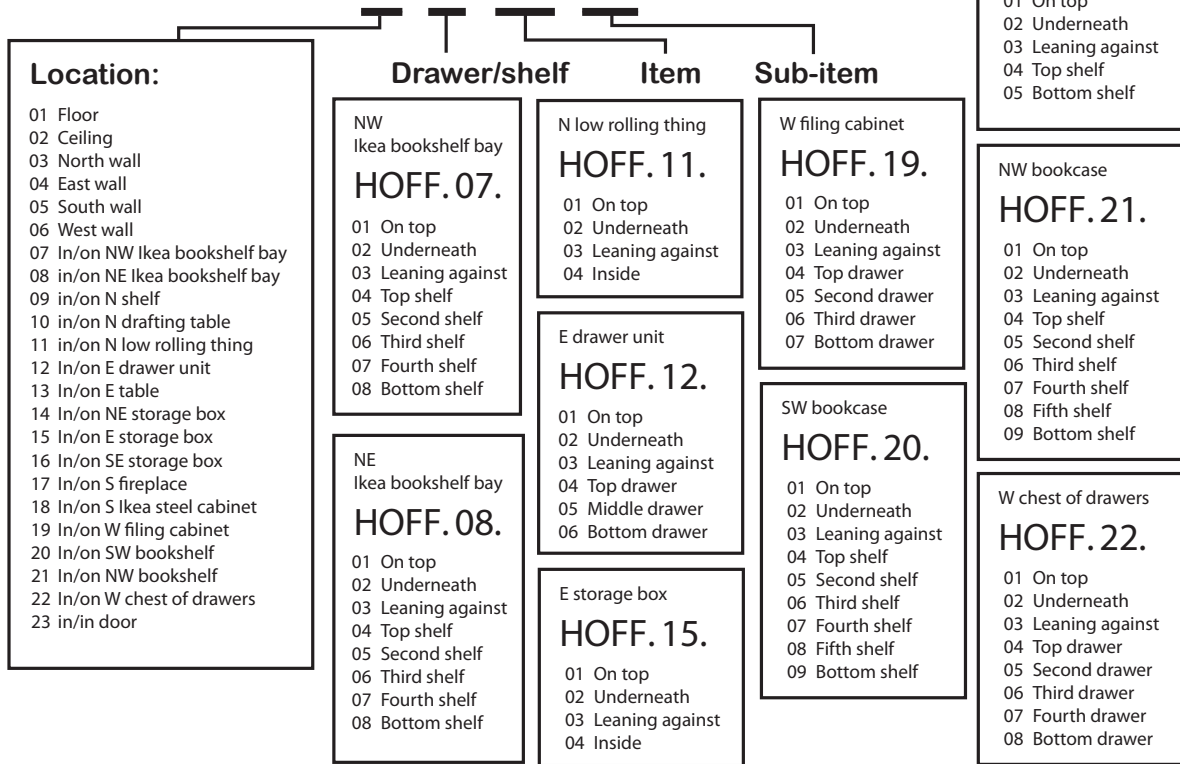 Location:
01 Floor
02 Ceiling
03 North wall
04 East wall
05 South wall
06 West wall
07 In/on NW Ikea bookshelf bay
08 in/on NE Ikea bookshelf bay
09 in/on N shelf
10 in/on N drafting table
11 in/on N low rolling thing
12 In/on E drawer unit
13 In/on E table
14 In/on NE storage box
15 In/on E storage box
16 In/on SE storage box
17 In/on S fireplace
18 In/on S Ikea steel cabinet
19 In/on W filing cabinet
20 In/on SW bookshelf
21 In/on NW bookshelf
22 In/on W chest of drawers
23 in/in door
Drawer/shelf
NW
Ikea bookshelf bay
HOFF. 07.
01 On top
02 Underneath
03 Leaning against
04 Top shelf
05 Second shelf
06 Third shelf
07 Fourth shelf
08 Bottom shelf
NE
Ikea bookshelf bay
HOFF. 08.
01 On top
02 Underneath
03 Leaning against
04 Top shelf
05 Second shelf
06 Third shelf
07 Fourth shelf
08 Bottom shelf
Item
N low rolling thing
HOFF. 11.
01 On top
02 Underneath
03 Leaning against
04 Inside
E drawer unit
HOFF. 12.
01 On top
02 Underneath
03 Leaning against
04 Top drawer
05 Middle drawer
06 Bottom drawer
E storage box
HOFF. 15.
01 On top
02 Underneath
03 Leaning against
04 Inside
Sub-item
W filing cabinet
HOFF. 19.
01 On top
02 Underneath
03 Leaning against
04 Top drawer
05 Second drawer
06 Third drawer
07 Bottom drawer
SW bookcase
HOFF. 20.
01 On top
02 Underneath
03 Leaning against
04 Top shelf
05 Second shelf
06 Third shelf
07 Fourth shelf
08 Fifth shelf
09 Bottom shelf
01 On top
02 Underneath
03 Leaning against
04 Top shelf
05 Bottom shelf
NW bookcase
HOFF. 21.
01 On top
02 Underneath
03 Leaning against
04 Top shelf
05 Second shelf
06 Third shelf
07 Fourth shelf
08 Fifth shelf
09 Bottom shelf
W chest of drawers
HOFF. 22.
01 On top
02 Underneath
03 Leaning against
04 Top drawer
05 Second drawer
06 Third drawer
07 Fourth drawer
08 Bottom drawer